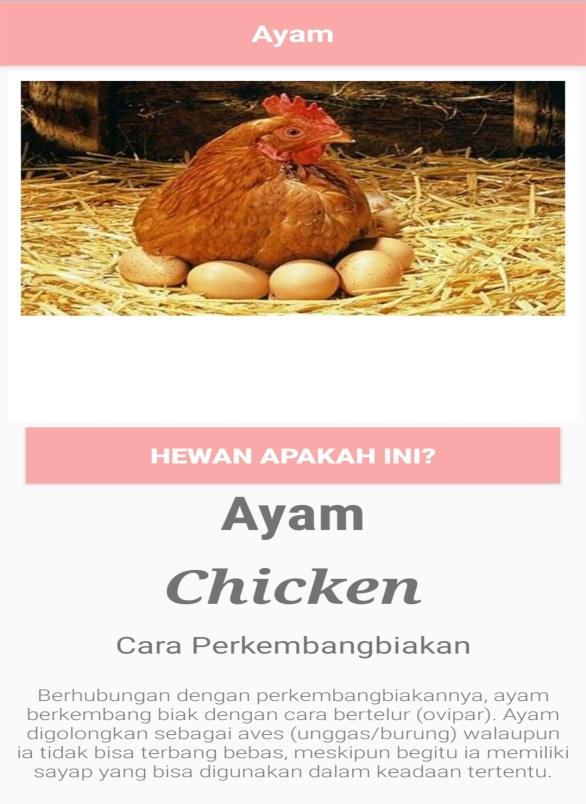 Ayam
HEWAN APAKAH INI?
Ayam
Chicken
Cara Perkembangbiakan
Berhubungan dengan perkembangbiakannya, ayam
berkembang biak dengan cara bertelur (ovipar). Ayam
digolongkan sebagai aves (unggas/burung) walaupun
ia tidak bisa terbang bebas, meskipun begitu ia memiliki
sayap yang bisa digunakan dalam keadaan tertentu.